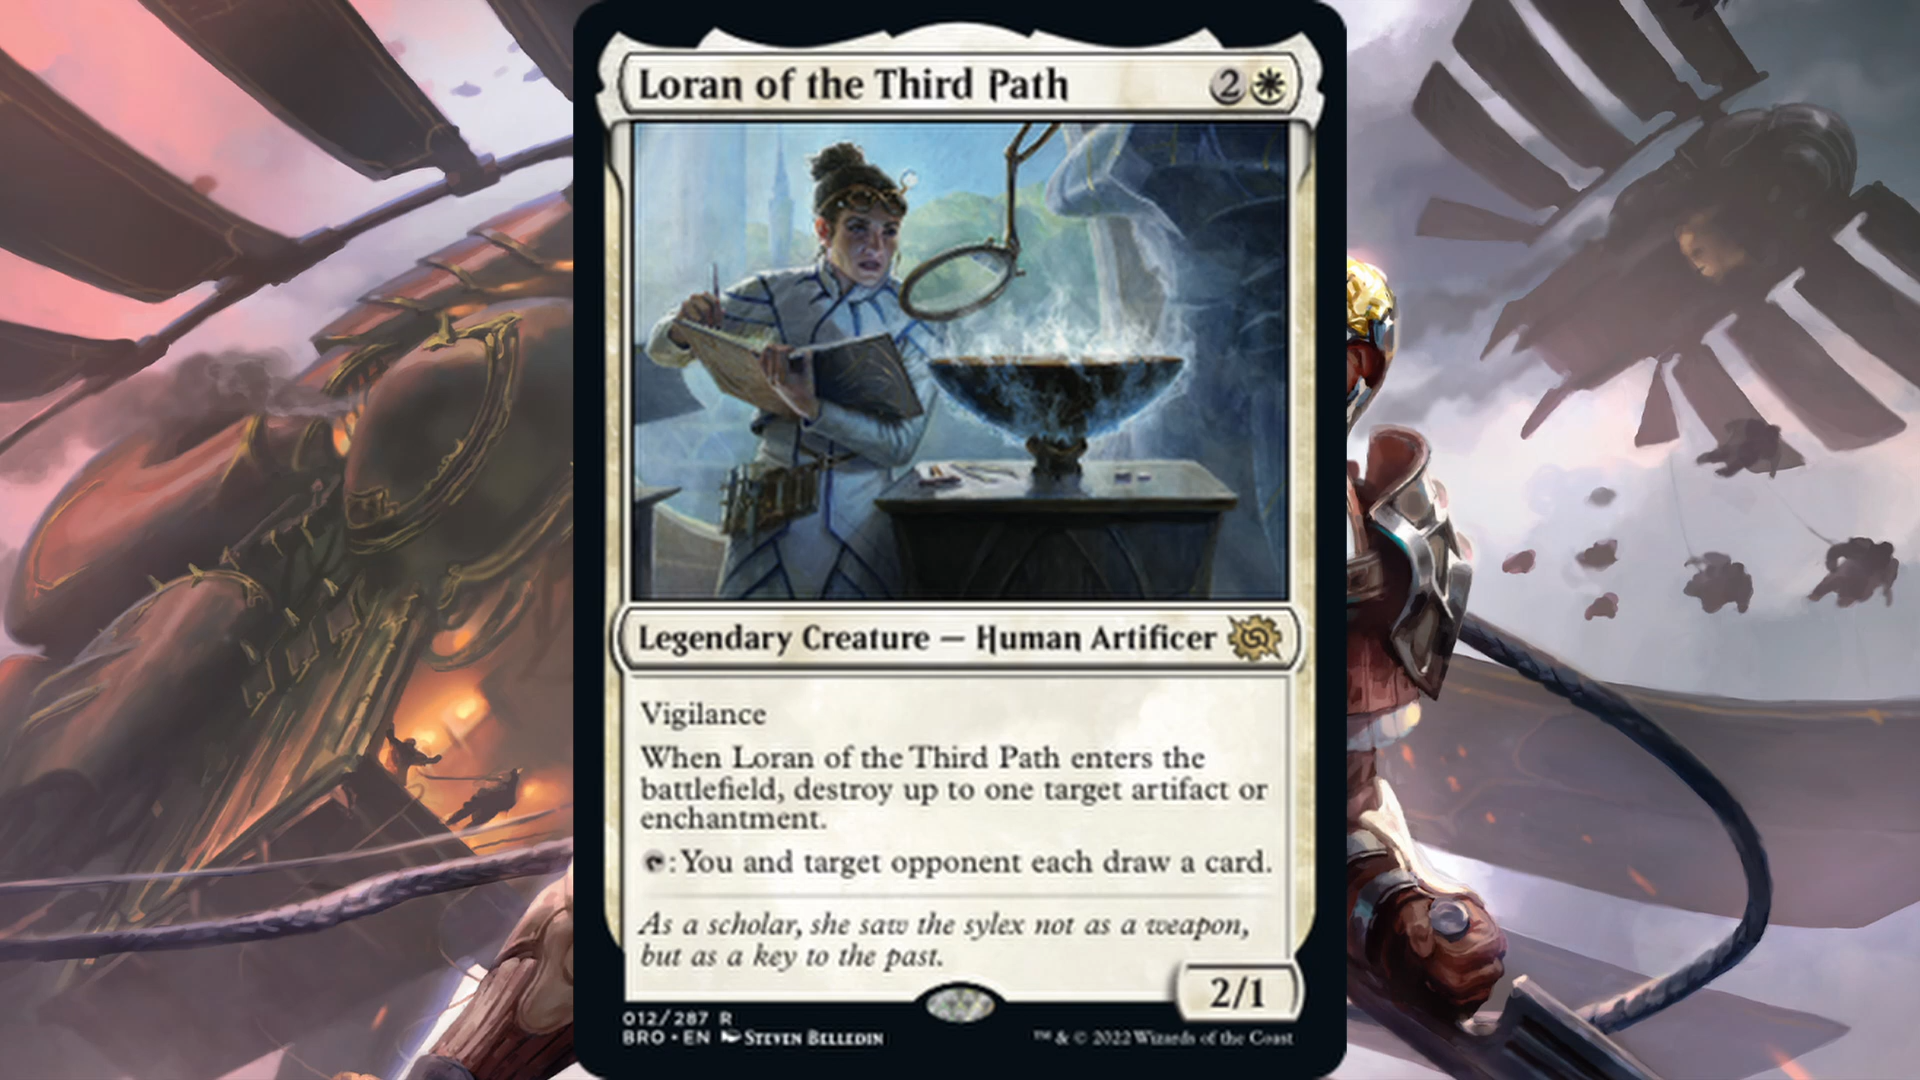 Loran of the Third Path 2
Legendary Creature — Human Artificer
Vigilance
When Loran of the Third Path enters the
battlefield, destroy up to one target artifact or
enchantment.
: You and target opponent each draw a card.
As a scholar, she saw the sylex not as a weapon,
but as a key to the past.
2/1
012/287 R
BRO • EN Steven Belledin
™ & © 2022 Wizards of the Coast